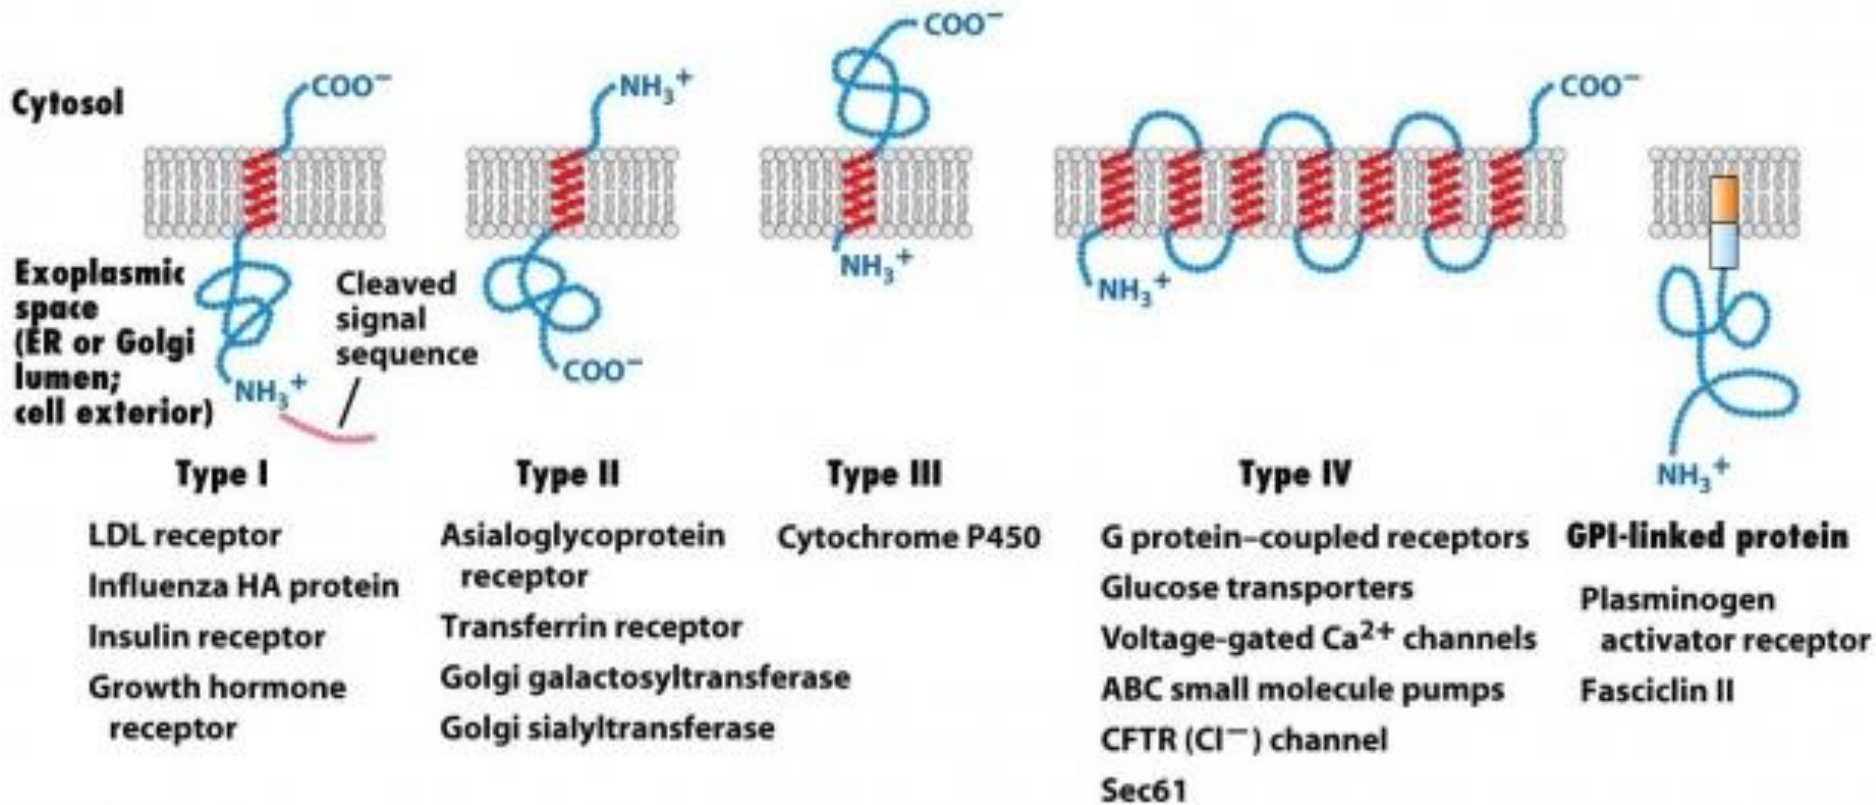 COO⁻
Cytosol
COO⁻
NH₃⁺
COO⁻
Exoplasmic
space
(ER or Golgi
lumen;
cell exterior)
Cleaved
signal
sequence
NH₃⁺
COO⁻
NH₃⁺
NH₃⁺
NH₃⁺
Type I
LDL receptor
Influenza HA protein
Insulin receptor
Growth hormone
receptor
Type II
Asialoglycoprotein
receptor
Transferrin receptor
Golgi galactosyltransferase
Golgi sialyltransferase
Type III
Cytochrome P450
Type IV
G protein–coupled receptors
Glucose transporters
Voltage-gated Ca²⁺ channels
ABC small molecule pumps
CFTR (Cl⁻) channel
Sec61
GPI-linked protein
Plasminogen
activator receptor
Fasciclin II